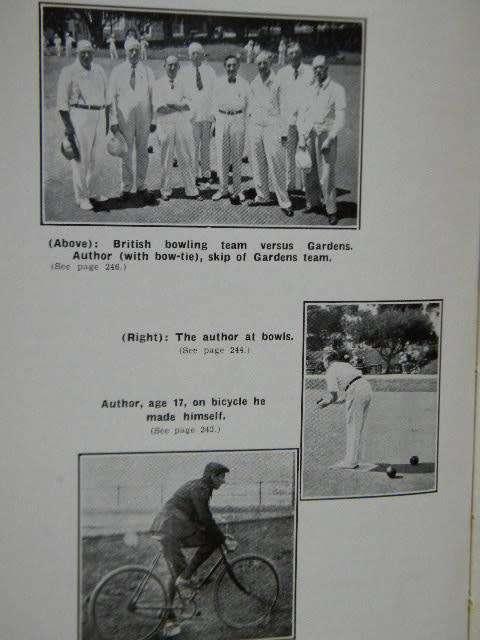 (Above): British bowling team versus Gardens.
Author (with bow-tie), skip of Gardens team.
(See page 246.)
(Right): The author at bowls.
(See page 244.)
Author, age 17, on bicycle he
made himself.
(See page 242.)